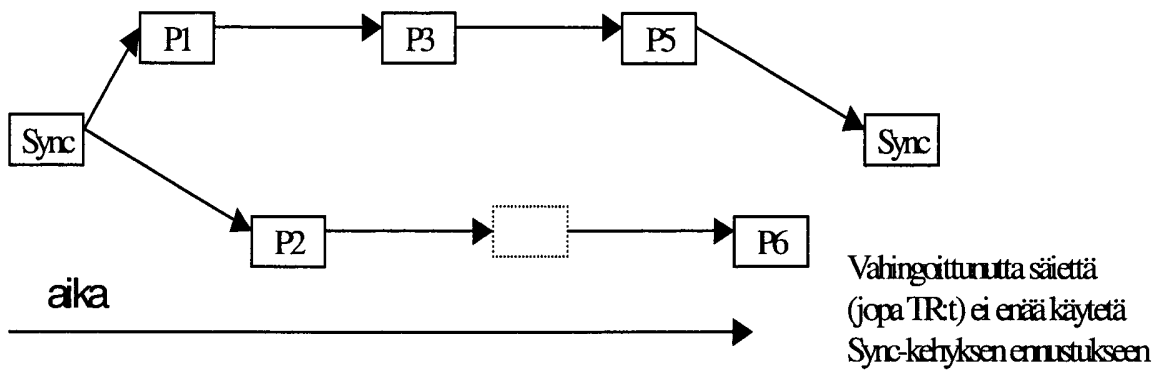 P1 P3 P5
Sync Sync
P2 P6
aika
Vahingoittunutta säiettä
(jopa TR:t) ei enää käytetä
Sync-kehyksen ennustukseen